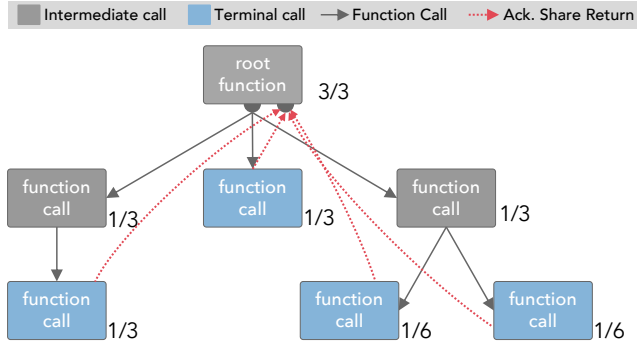 Intermediate call Terminal call Function Call Ack. Share Return
root
function
3/3
function
call
1/3
function
call
1/3
function
call
1/3
function
call
1/3
function
call
1/6
function
call
1/6